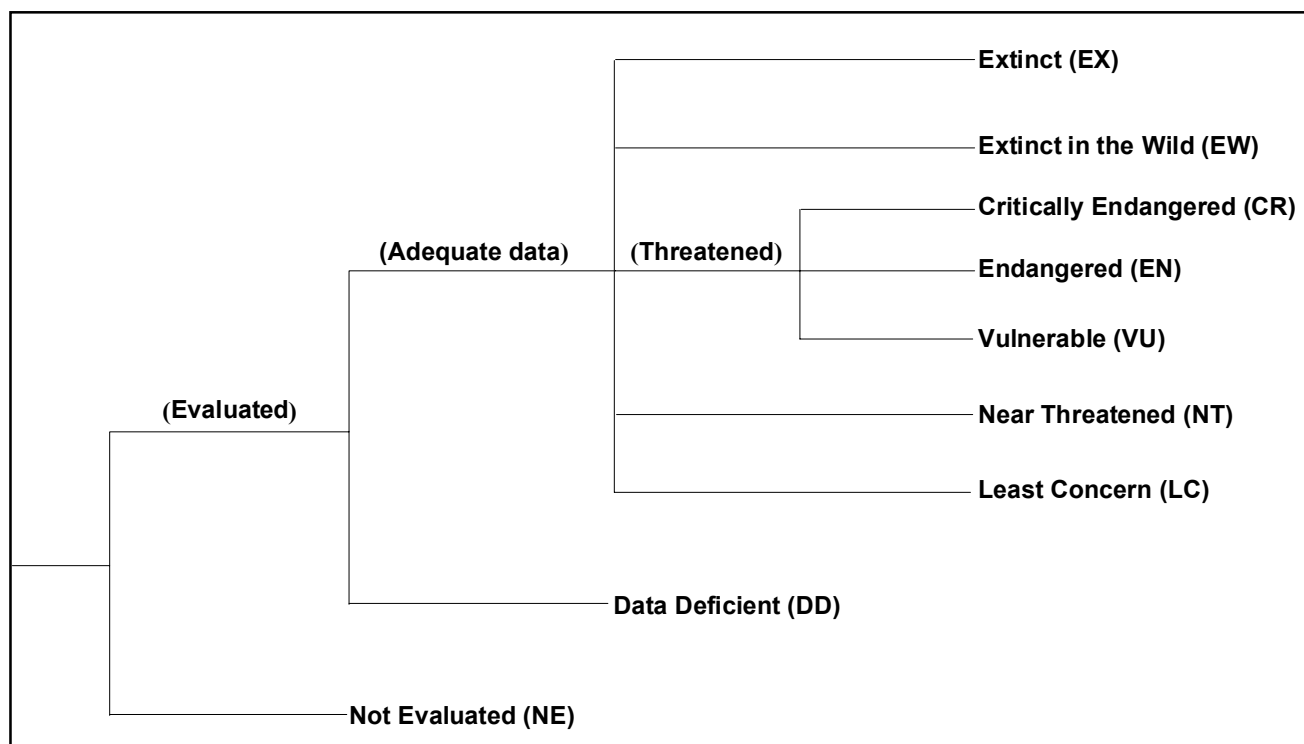 Extinct (EX)
Extinct in the Wild (EW)
Critically Endangered (CR)
(Adequate data)
(Threatened)
Endangered (EN)
Vulnerable (VU)
(Evaluated)
Near Threatened (NT)
Least Concern (LC)
Data Deficient (DD)
Not Evaluated (NE)